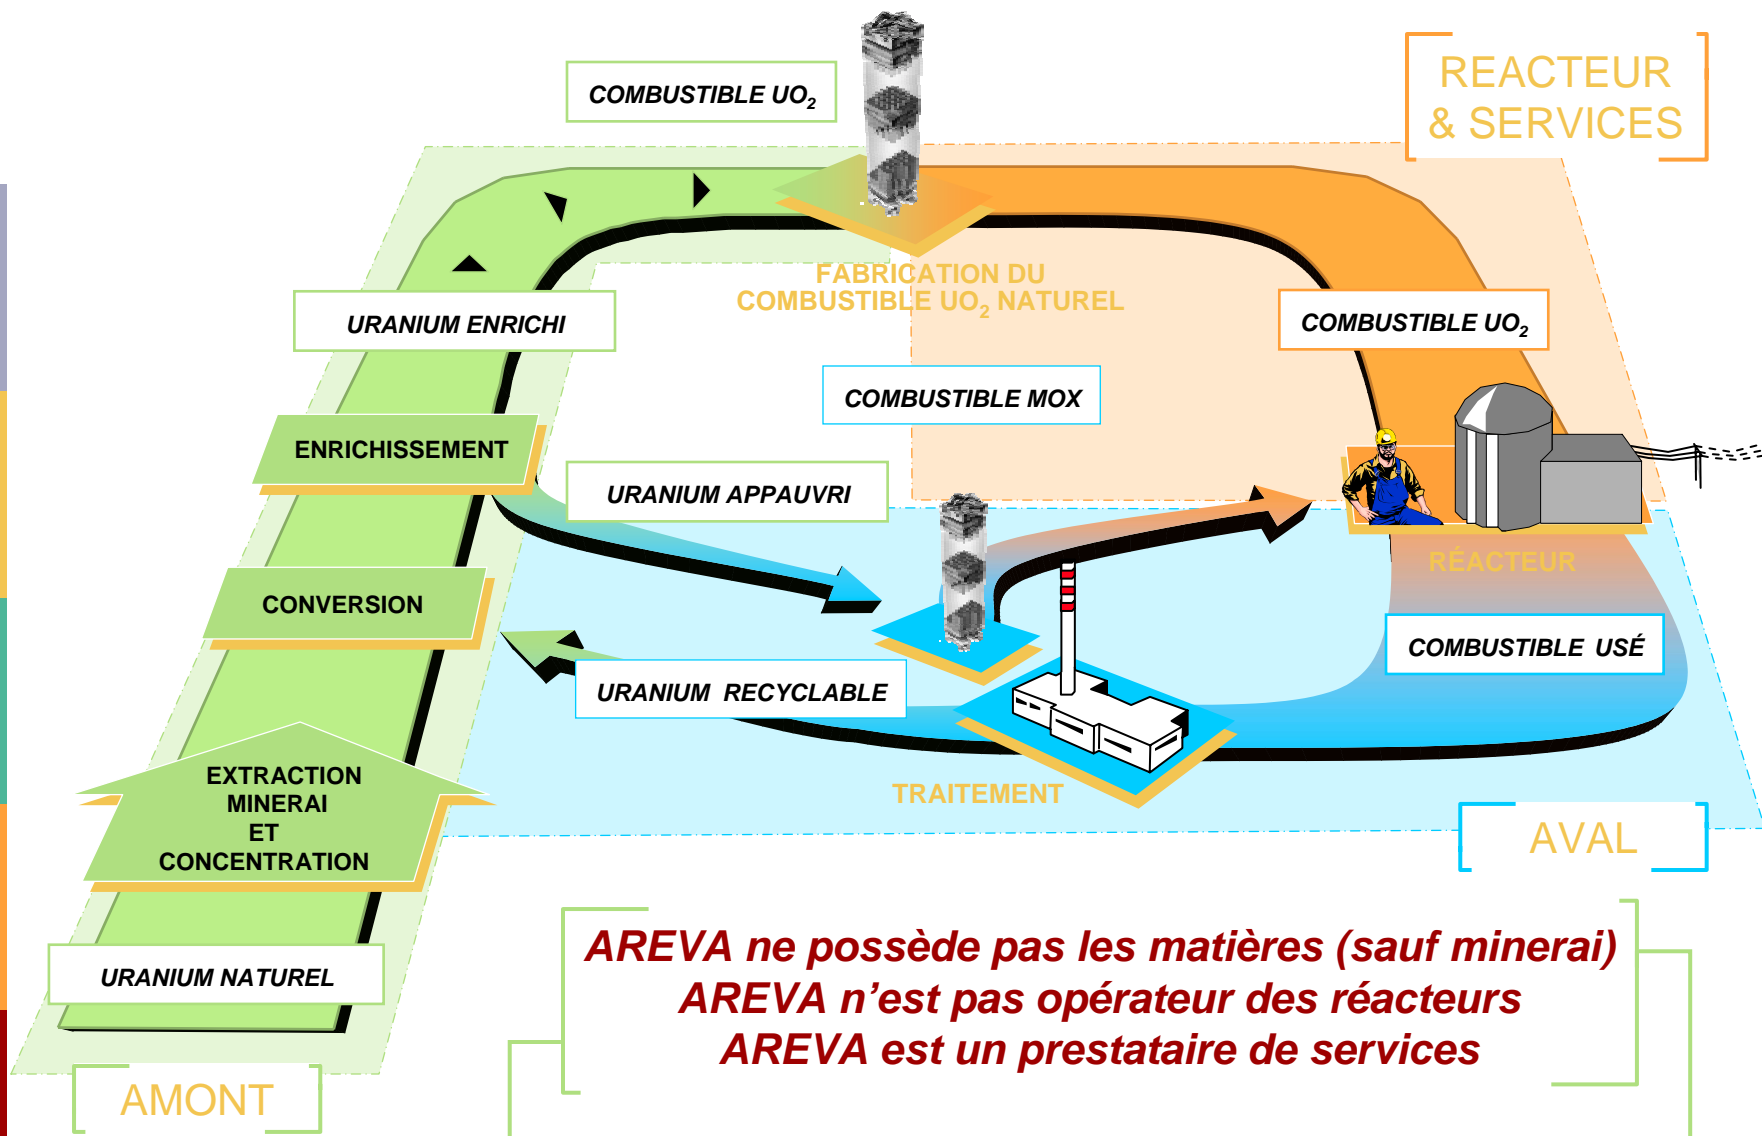 COMBUSTIBLE UO2
REACTEUR
& SERVICES
FABRICATION DU
COMBUSTIBLE UO2 NATUREL
URANIUM ENRICHI
COMBUSTIBLE UO2
COMBUSTIBLE MOX
ENRICHISSEMENT
URANIUM APPAUVRI
RÉACTEUR
CONVERSION
COMBUSTIBLE USÉ
URANIUM RECYCLABLE
TRAITEMENT
EXTRACTION
MINERAI
ET
CONCENTRATION
AVAL
URANIUM NATUREL
AREVA ne possède pas les matières (sauf minerai)
AREVA n’est pas opérateur des réacteurs
AREVA est un prestataire de services
AMONT